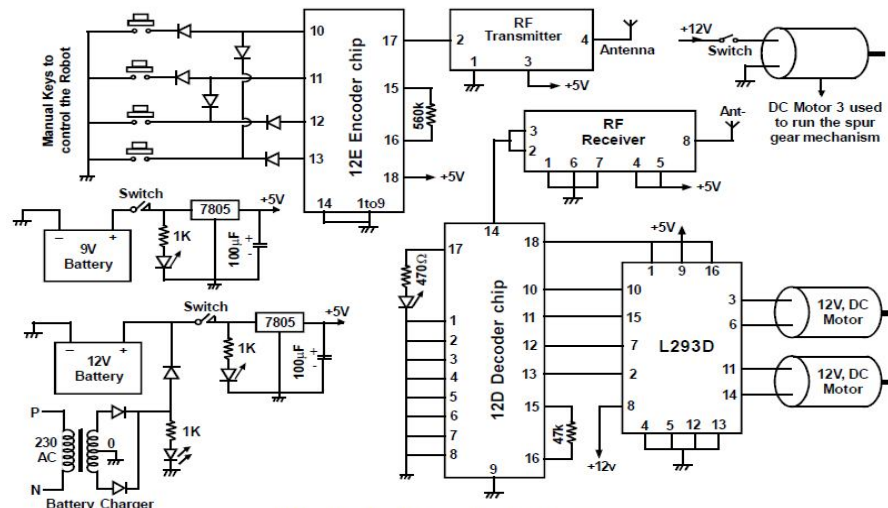 Manual Keys to
control the Robot
10
11
12
13
12E Encoder chip
17
15
16
18
14
1to9
560k
+5V
RF
Transmitter
2
4
1
3
Antenna
+5V
+12V
Switch
DC Motor 3 used
to run the spur
gear mechanism
RF
Receiver
3
2
8
1
6
7
4
5
Ant-
+5V
Switch
9V
Battery
−
+
1K
7805
+5V
100µF
+
-
Switch
12V
Battery
−
+
1K
7805
+5V
100µF
+
-
P
230
AC
N
0
1K
Battery Charger
12D Decoder chip
14
17
470Ω
1
2
3
4
5
6
7
8
9
18
10
11
12
13
15
16
47k
L293D
+5V
1
9
16
10
15
7
2
8
+12v
4
5
12
13
3
6
11
14
12V, DC
Motor
12V, DC
Motor